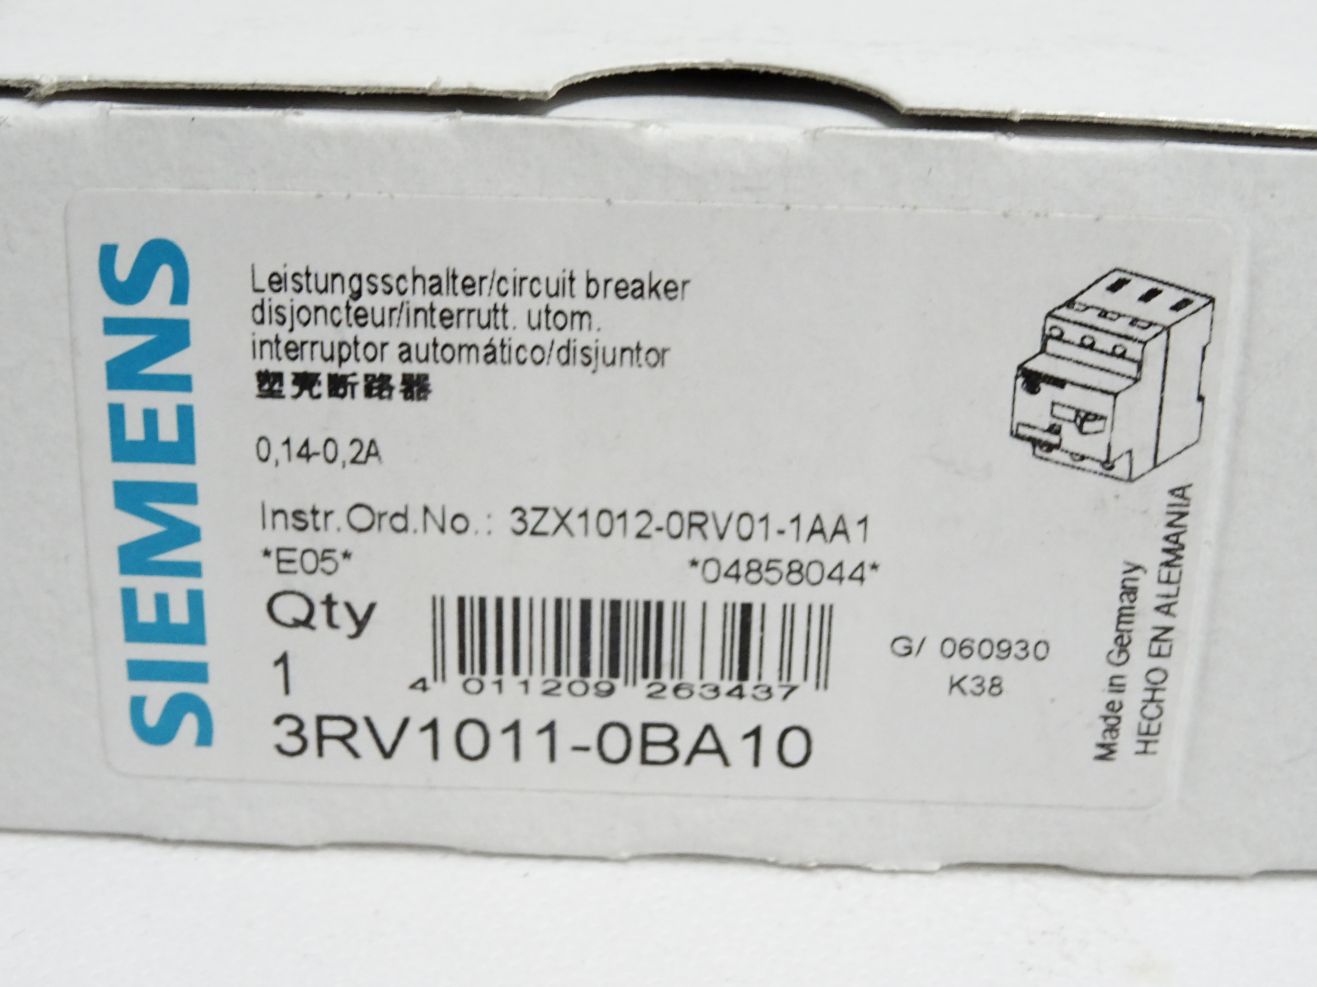 SIEMENS
Leistungsschalter/circuit breaker
disjoncteur/interrutt. utom.
interruptor automático/disjuntor
塑壳断路器
0,14-0,2A
Instr.Ord.No.: 3ZX1012-0RV01-1AA1
*E05* *04858044*
Qty
1
4 011209 263437
3RV1011-0BA10
G/ 060930
K38
Made in Germany
HECHO EN ALEMANIA